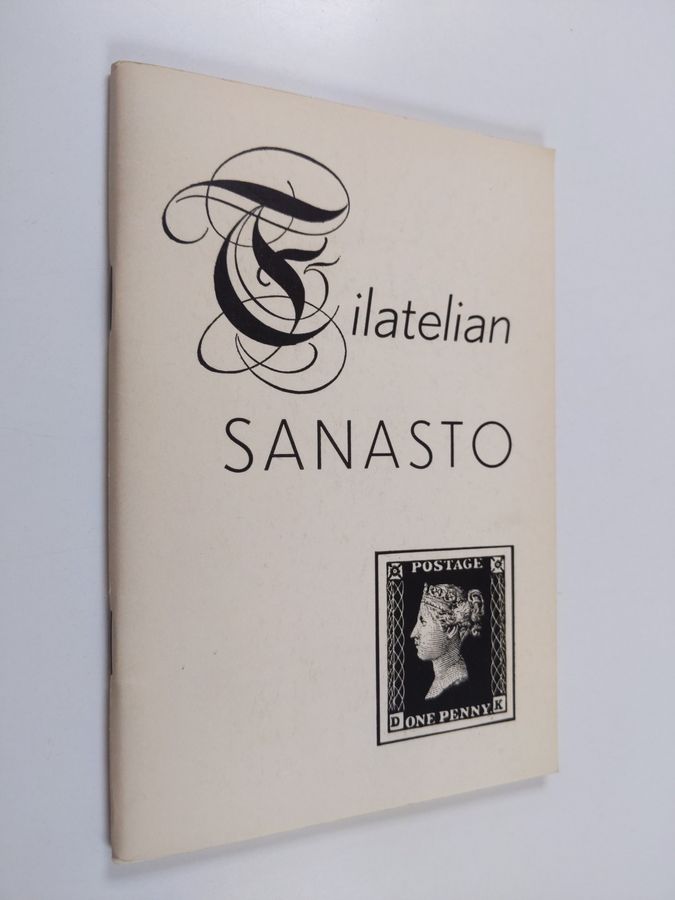 Filatelian
SANASTO
POSTAGE
D ONE PENNY. K